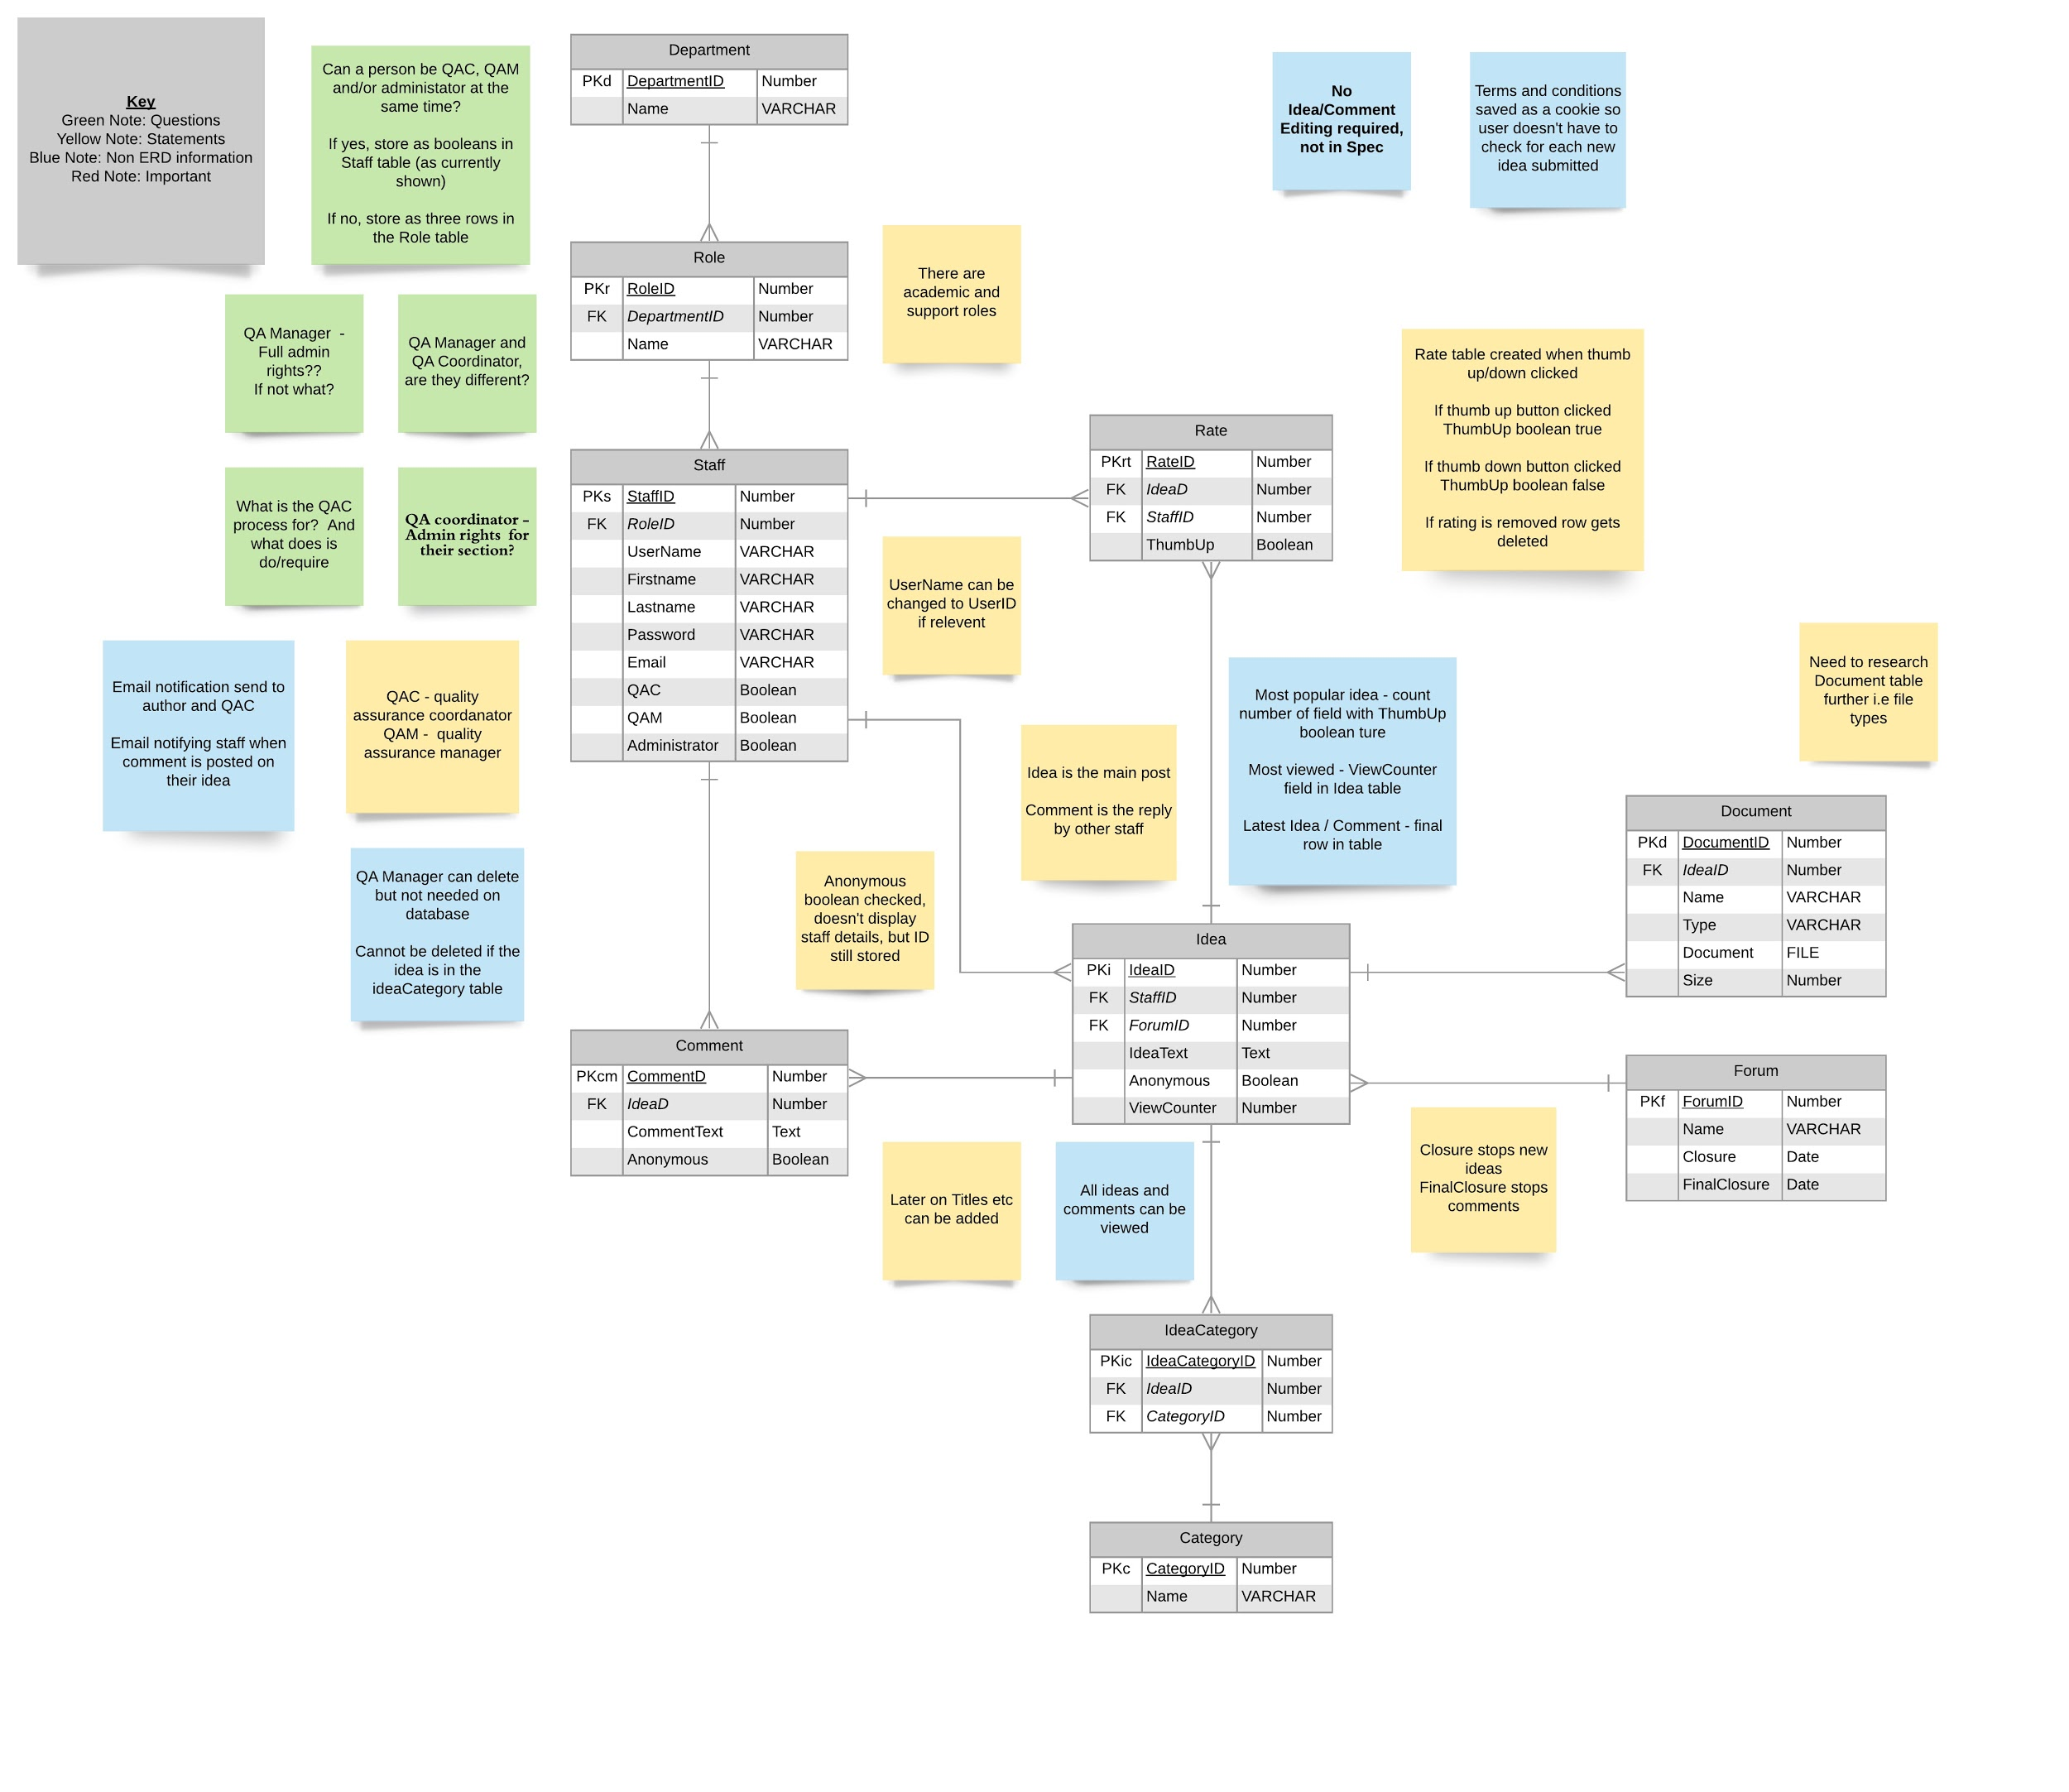 Key
Green Note: Questions
Yellow Note: Statements
Blue Note: Non ERD information
Red Note: Important
Can a person be QAC, QAM
and/or administator at the
same time?
If yes, store as booleans in
Staff table (as currently
shown)
If no, store as three rows in
the Role table
Department
PKd DepartmentID Number
Name VARCHAR
No
Idea/Comment
Editing required,
not in Spec
Terms and conditions
saved as a cookie so
user doesn't have to
check for each new
idea submitted
Role
PKr RoleID Number
FK DepartmentID Number
Name VARCHAR
There are
academic and
support roles
QA Manager -
Full admin
rights??
If not what?
QA Manager and
QA Coordinator,
are they different?
Rate table created when thumb
up/down clicked
If thumb up button clicked
ThumbUp boolean true
If thumb down button clicked
ThumbUp boolean false
If rating is removed row gets
deleted
Rate
PKrt RateID Number
FK IdeaD Number
FK StaffID Number
ThumbUp Boolean
Staff
PKs StaffID Number
FK RoleID Number
UserName VARCHAR
Firstname VARCHAR
Lastname VARCHAR
Password VARCHAR
Email VARCHAR
QAC Boolean
QAM Boolean
Administrator Boolean
What is the QAC
process for? And
what does is
do/require
QA coordinator -
Admin rights for
their section?
UserName can be
changed to UserID
if relevent
Need to research
Document table
further i.e file
types
Email notification send to
author and QAC
Email notifying staff when
comment is posted on
their idea
QAC - quality
assurance coordanator
QAM - quality
assurance manager
Most popular idea - count
number of field with ThumbUp
boolean ture
Most viewed - ViewCounter
field in Idea table
Latest Idea / Comment - final
row in table
Idea is the main post
Comment is the reply
by other staff
Document
PKd DocumentID Number
FK IdeaID Number
Name VARCHAR
Type VARCHAR
Document FILE
Size Number
QA Manager can delete
but not needed on
database
Cannot be deleted if the
idea is in the
ideaCategory table
Anonymous
boolean checked,
doesn't display
staff details, but ID
still stored
Idea
PKi IdeaID Number
FK StaffID Number
FK ForumID Number
IdeaText Text
Anonymous Boolean
ViewCounter Number
Comment
PKcm CommentD Number
FK IdeaD Number
CommentText Text
Anonymous Boolean
Forum
PKf ForumID Number
Name VARCHAR
Closure Date
FinalClosure Date
Later on Titles etc
can be added
All ideas and
comments can be
viewed
Closure stops new
ideas
FinalClosure stops
comments
IdeaCategory
PKic IdeaCategoryID Number
FK IdeaID Number
FK CategoryID Number
Category
PKc CategoryID Number
Name VARCHAR